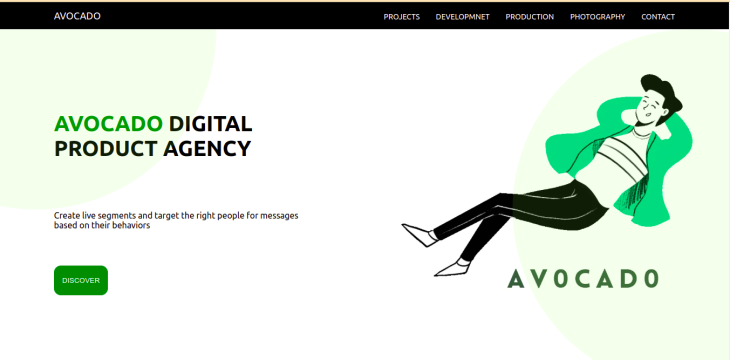 AVOCADO
PROJECTS DEVELOPMNET PRODUCTION PHOTOGRAPHY CONTACT
AVOCADO DIGITAL
PRODUCT AGENCY
Create live segments and target the right people for messages
based on their behaviors
DISCOVER
AVOCADO